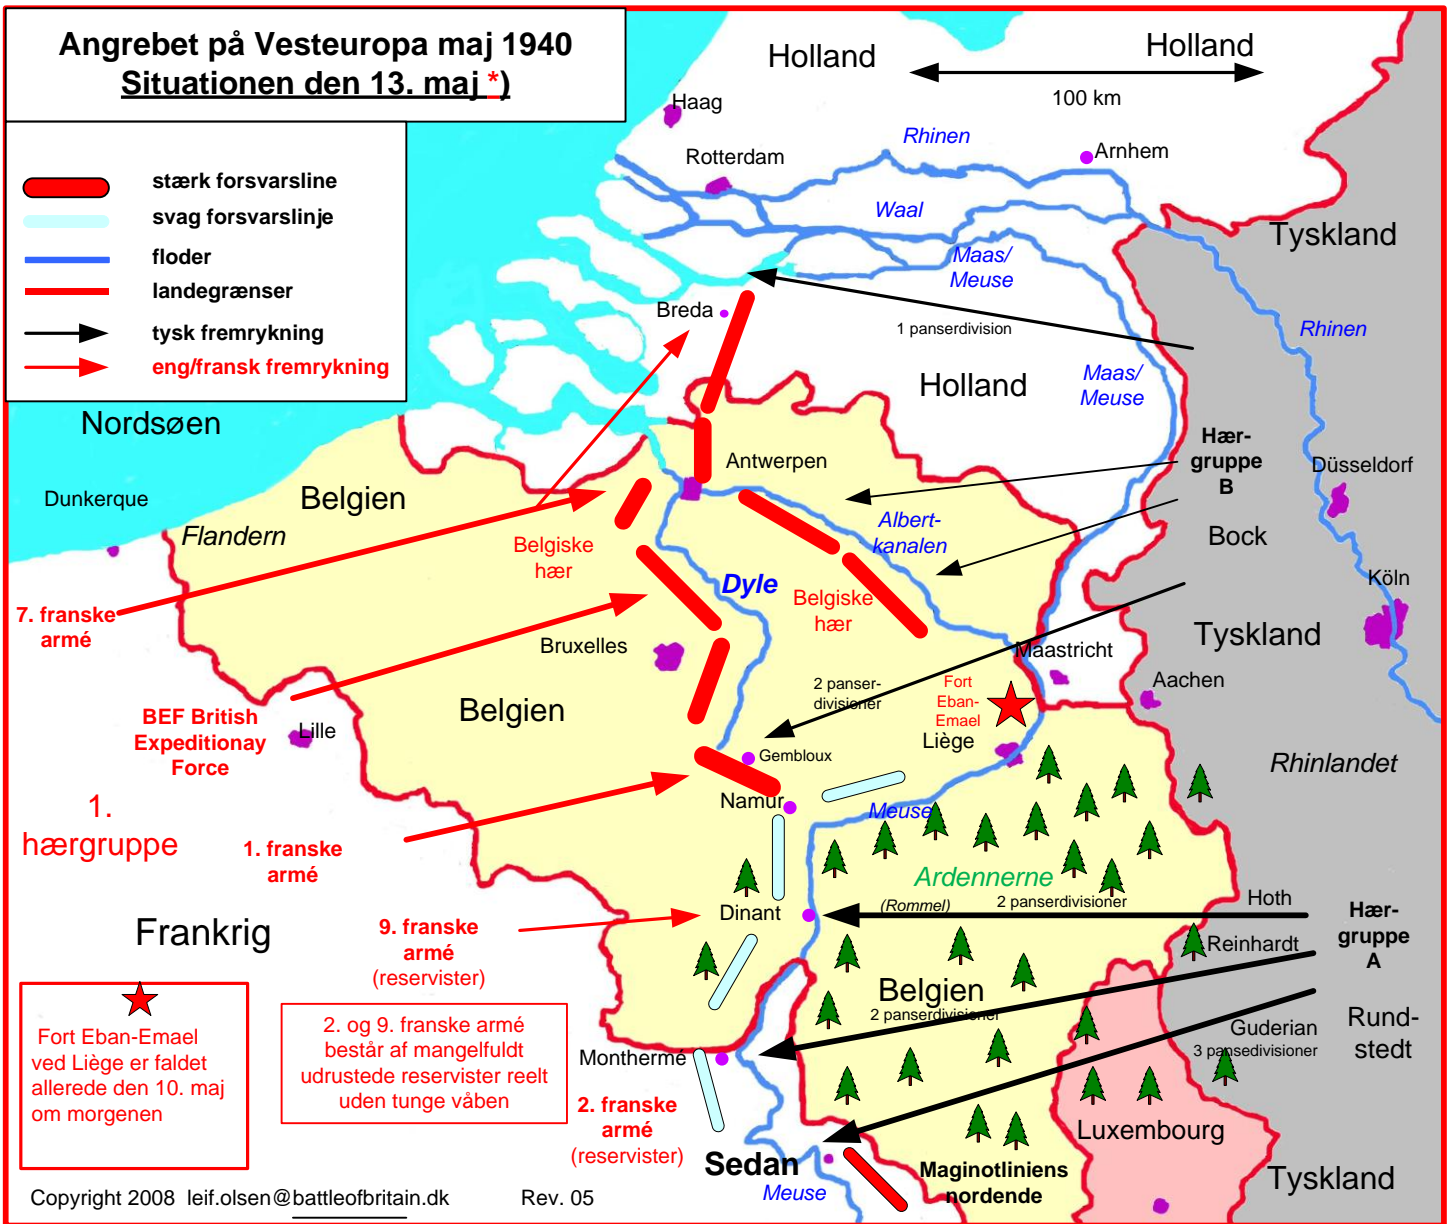 Angrebet på Vesteuropa maj 1940
Situationen den 13. maj *)
stærk forsvarsline
svag forsvarslinje
floder
landegrænser
tysk fremrykning
eng/fransk fremrykning
Holland
Holland
100 km
Haag
Rotterdam
Rhinen
Arnhem
Waal
Maas/
Meuse
Tyskland
Breda
1 panserdivision
Rhinen
Holland
Maas/
Meuse
Nordsøen
Hær-
gruppe
B
Düsseldorf
Antwerpen
Dunkerque
Belgien
Flandern
Albert-
kanalen
Bock
Belgiske
hær
Dyle
Belgiske
hær
Köln
7. franske
armé
Tyskland
Bruxelles
Maastricht
Aachen
2 panser-
divisioner
Fort
Eban-
Emael
Liège
BEF British
Expeditionay
Force
Lille
Belgien
Gembloux
Rhinlandet
Namur
Meuse
1.
hærgruppe
1. franske
armé
Ardennerne
(Rommel)
2 panserdivisioner
Hoth
Dinant
Hær-
gruppe
A
Frankrig
9. franske
armé
(reservister)
Reinhardt
Belgien
2 panserdivisioner
Fort Eban-Emael
ved Liège er faldet
allerede den 10. maj
om morgenen
2. og 9. franske armé
består af mangelfuldt
udrustede reservister reelt
uden tunge våben
Montherme
Guderian
3 pansedivisioner
Rund-
stedt
2. franske
armé
(reservister)
Luxembourg
Sedan
Maginotliniens
nordende
Meuse
Tyskland
Copyright 2008 leif.olsen@battleofbritain.dk Rev. 05